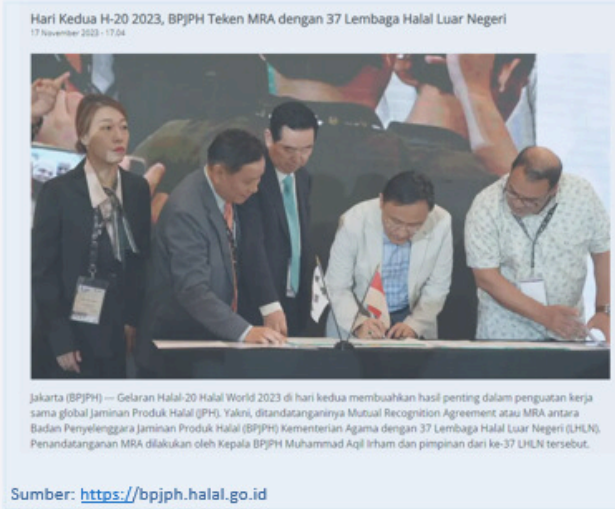 Hari Kedua H-20 2023, BPJPH Teken MRA dengan 37 Lembaga Halal Luar Negeri
17 November 2023 - 17.04
Jakarta (BPJPH) --- Gelaran Halal-20 Halal World 2023 di hari kedua membuahkan hasil penting dalam penguatan kerja
sama global Jaminan Produk Halal (JPH). Yakni, ditandatanganinya Mutual Recognition Agreement atau MRA antara
Badan Penyelenggara Jaminan Produk Halal (BPJPH) Kementerian Agama dengan 37 Lembaga Halal Luar Negeri (LHLN).
Penandatanganan MRA dilakukan oleh Kepala BPJPH Muhammad Aqil Irham dan pimpinan dari ke-37 LHLN tersebut.
Sumber: https://bpjph.halal.go.id